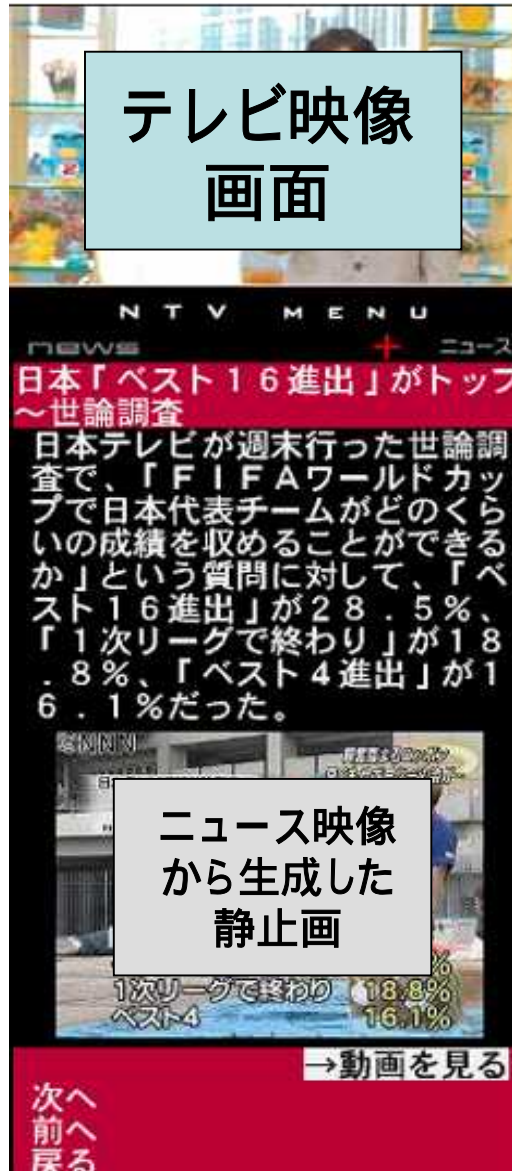 テレビ映像
画面
NTV MENU
news ニュース
日本「ベスト16進出」がトップ
~世論調査
日本テレビが週末行った世論調
査で、「FIFAワールドカッ
プで日本代表チームがどのくら
いの成績を収めることができる
か」という質問に対して、「ベ
スト16進出」が28.5%、
「1次リーグで終わり」が18
.8%、「ベスト4進出」が1
6.1%だった。
©NNN
ニュース映像
から生成した
静止画
1次リーグで終わり 18.8%
ベスト4 16.1%
→動画を見る
次へ
前へ
戻る